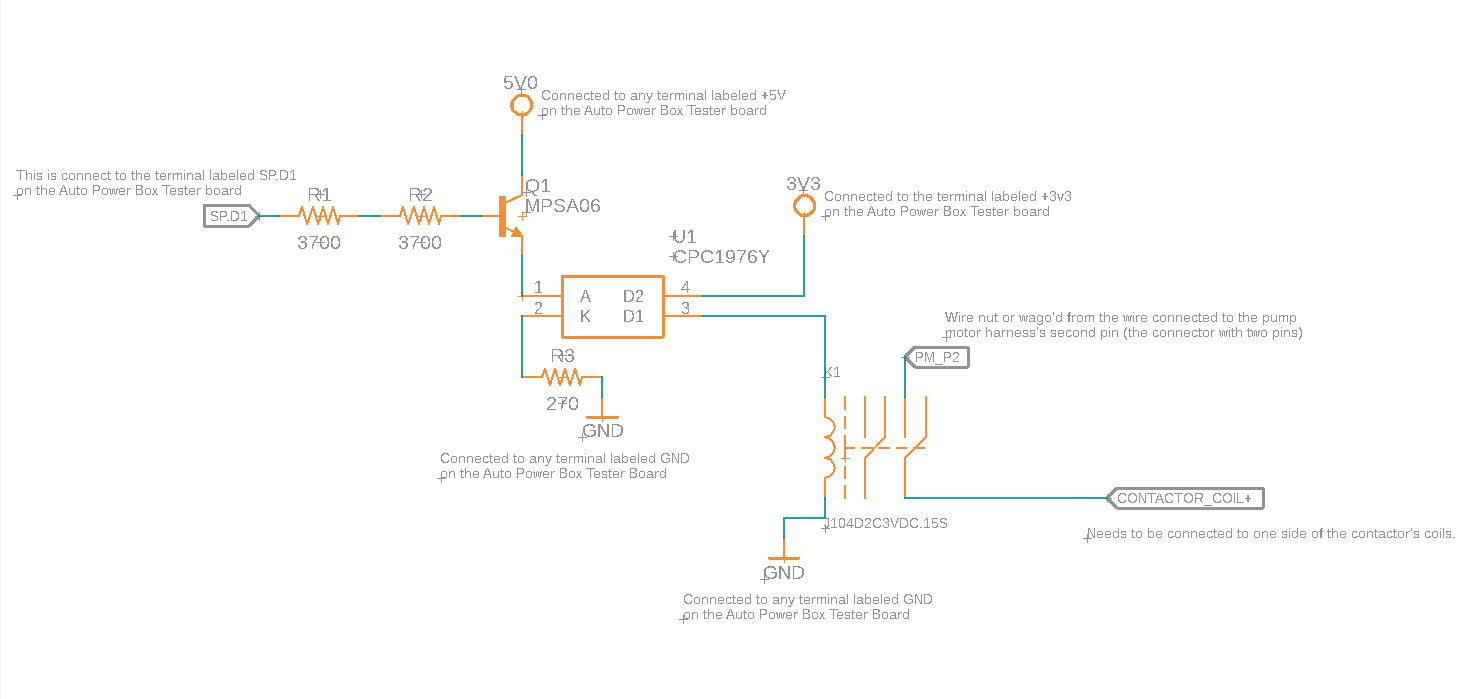 5V0
Connected to any terminal labeled +5V
on the Auto Power Box Tester board
This is connect to the terminal labeled SP.D1
on the Auto Power Box Tester board
SP.D1
R1
3700
R2
3700
Q1
MPSA06
3V3
Connected to the terminal labeled +3v3
on the Auto Power Box Tester board
U1
CPC1976Y
1
A
D2
4
2
K
D1
3
R3
270
GND
Connected to any terminal labeled GND
on the Auto Power Box Tester Board
Wire nut or wago'd from the wire connected to the pump
motor harness's second pin (the connector with two pins)
PM_P2
K1
CONTACTOR_COIL+
J104D2C3VDC.15S
Needs to be connected to one side of the contactor's coils.
GND
Connected to any terminal labeled GND
on the Auto Power Box Tester Board